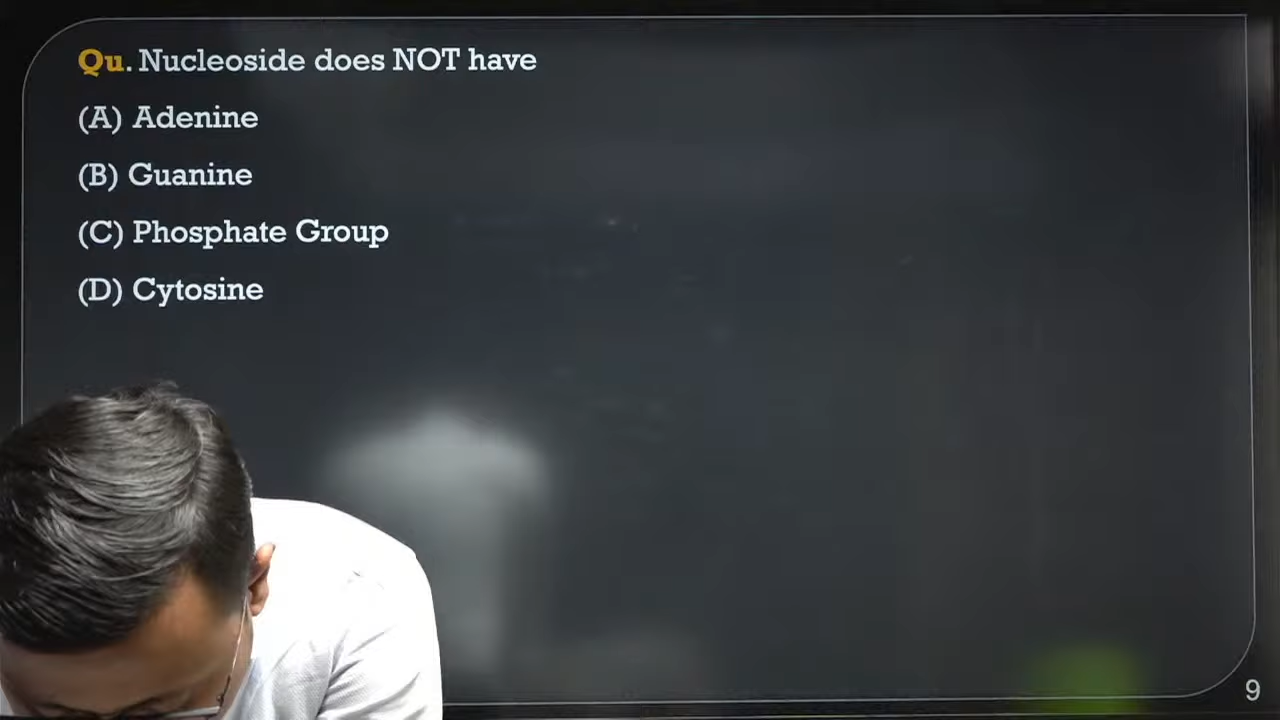 Qu. Nucleoside does NOT have
(A) Adenine
(B) Guanine
(C) Phosphate Group
(D) Cytosine
9